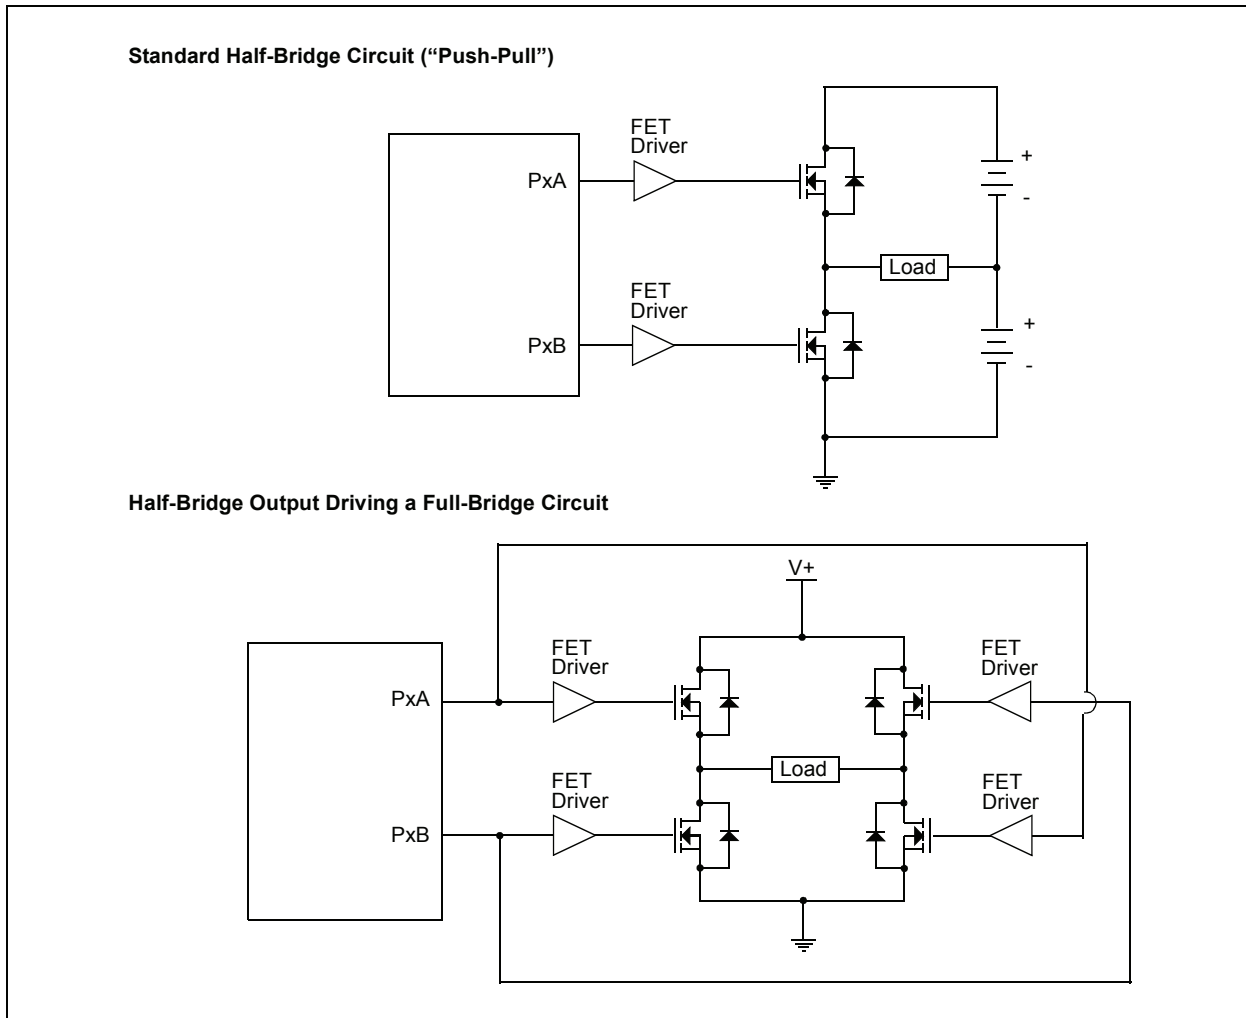 Standard Half-Bridge Circuit (“Push-Pull”)
FET
Driver
PxA
+
-
Load
FET
Driver
PxB
+
-
Half-Bridge Output Driving a Full-Bridge Circuit
V+
FET
Driver
FET
Driver
PxA
Load
FET
Driver
FET
Driver
PxB